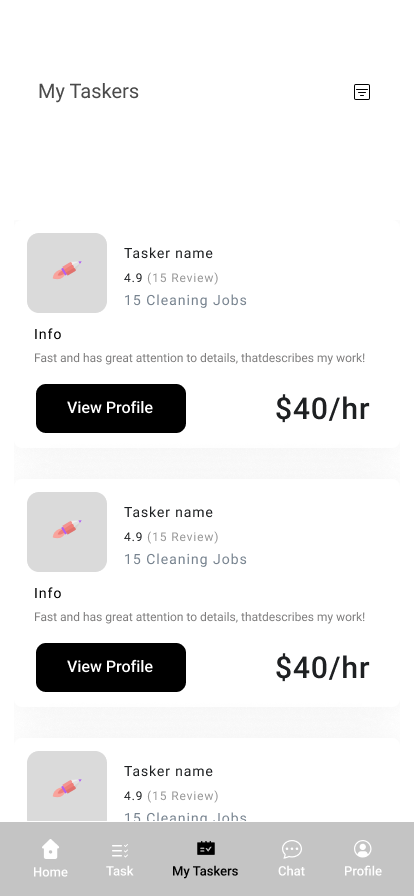 My Taskers
Tasker name
4.9 (15 Review)
15 Cleaning Jobs
Info
Fast and has great attention to details, thatdescribes my work!
View Profile
$40/hr
Tasker name
4.9 (15 Review)
15 Cleaning Jobs
Info
Fast and has great attention to details, thatdescribes my work!
View Profile
$40/hr
Tasker name
4.9 (15 Review)
15 Cleaning Jobs
Home
Task
My Taskers
Chat
Profile